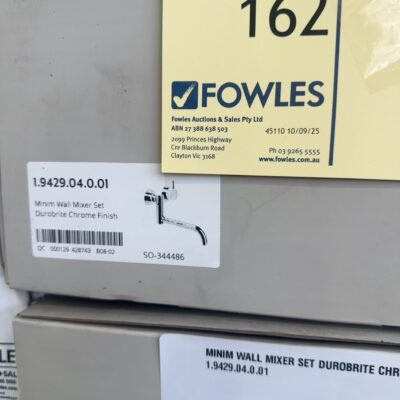 162
FOWLES
Fowles Auctions & Sales Pty Ltd
ABN 27 388 638 503
2099 Princes Highway
Cnr Blackburn Road
Clayton Vic 3168
45110 10/09/25
Ph 03 9265 5555
www.fowles.com.au
1.9429.04.0.01
Minim Wall Mixer Set
Durobrite Chrome Finish
QC 000129 428743 B08-02
SO-344486
MINIM WALL MIXER SET DUROBRITE CHR
1.9429.04.0.01
LE